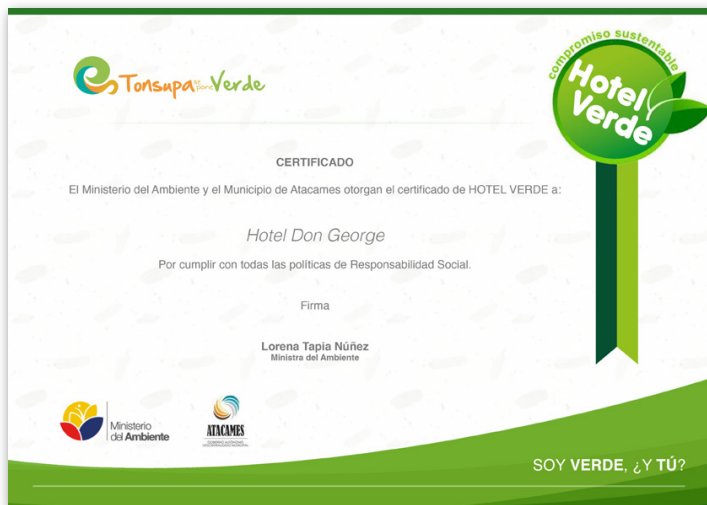 compromiso sustentable
Hotel
Verde
Tonsupa se pone Verde
CERTIFICADO
El Ministerio del Ambiente y el Municipio de Atacames otorgan el certificado de HOTEL VERDE a:
Hotel Don George
Por cumplir con todas las políticas de Responsabilidad Social.
Firma
Lorena Tapia Núñez
Ministra del Ambiente
Ministerio
del Ambiente
ATACAMES
SOY VERDE, ¿Y TÚ?